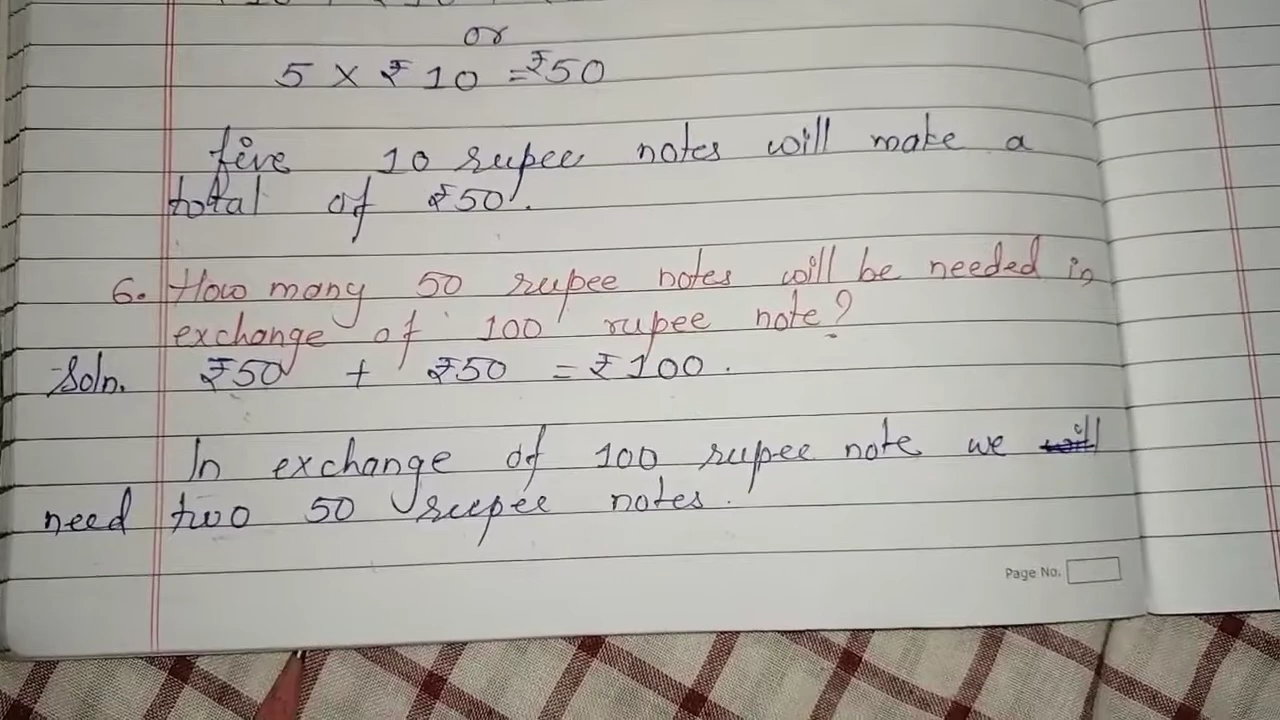 or
5 × ₹ 10 = ₹50
five 10 rupee notes will make a
total of ₹50.
6. How many 50 rupee notes will be needed in
exchange of 100 rupee note?
Soln. ₹50 + ₹50 = ₹100.
In exchange of 100 rupee note we will
need two 50 rupee notes.
Page No.